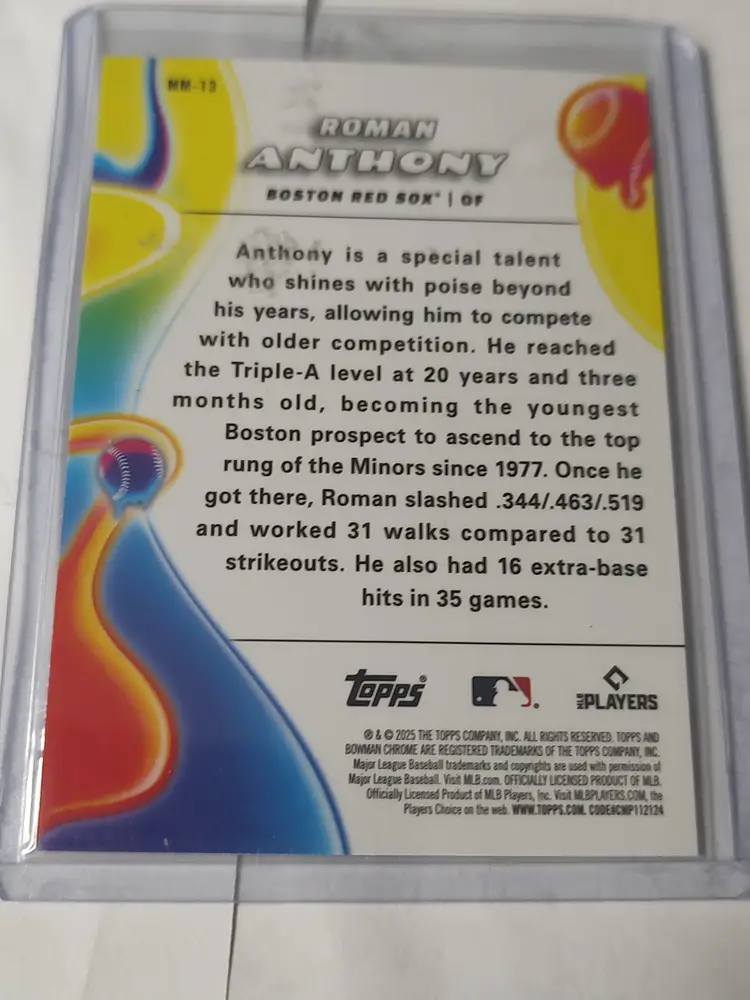 MM-13
ROMAN
ANTHONY
BOSTON RED SOX® | OF
Anthony is a special talent
who shines with poise beyond
his years, allowing him to compete
with older competition. He reached
the Triple-A level at 20 years and three
months old, becoming the youngest
Boston prospect to ascend to the top
rung of the Minors since 1977. Once he
got there, Roman slashed .344/.463/.519
and worked 31 walks compared to 31
strikeouts. He also had 16 extra-base
hits in 35 games.
Topps® MLB PLAYERS
® & © 2025 THE TOPPS COMPANY, INC. ALL RIGHTS RESERVED. TOPPS AND
BOWMAN CHROME ARE REGISTERED TRADEMARKS OF THE TOPPS COMPANY, INC.
Major League Baseball trademarks and copyrights are used with permission of
Major League Baseball. Visit MLB.com. OFFICIALLY LICENSED PRODUCT OF MLB.
Officially Licensed Product of MLB Players, Inc. Visit MLBPLAYERS.COM, the
Players Choice on the web. WWW.TOPPS.COM. CODE#CMP112124